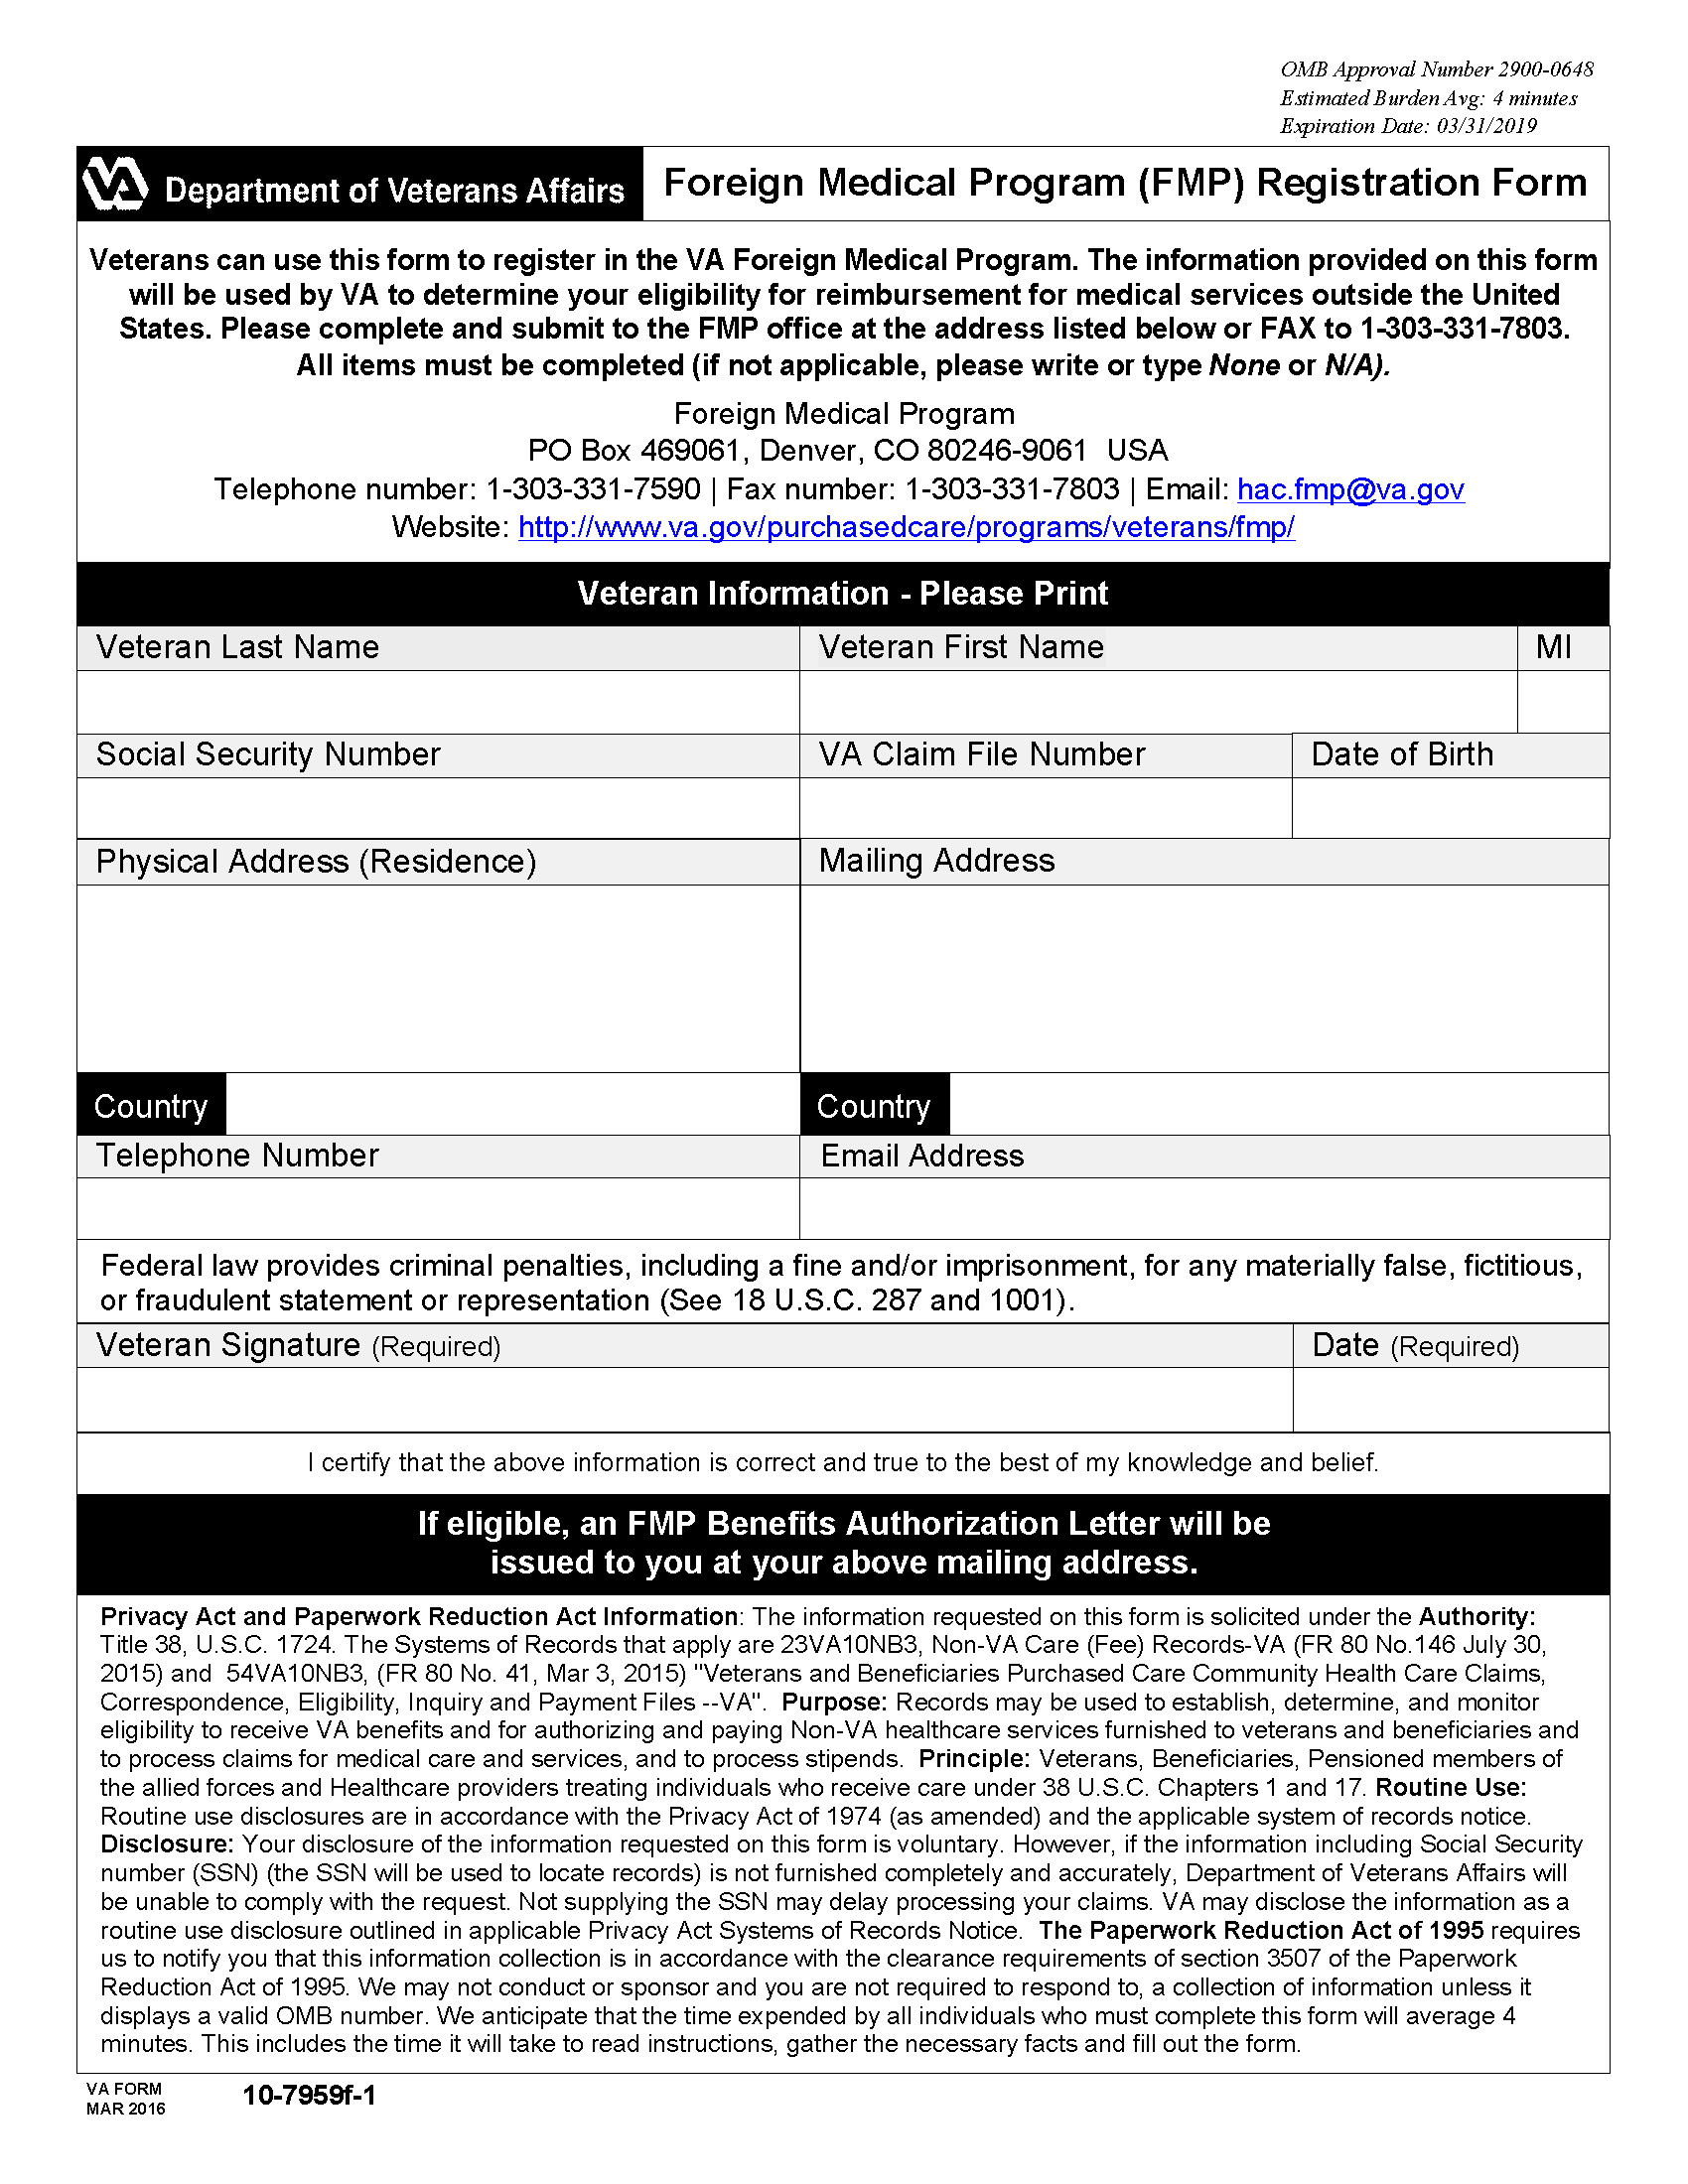 OMB Approval Number 2900-0648
Estimated Burden Avg: 4 minutes
Expiration Date: 03/31/2019
VA Department of Veterans Affairs
Foreign Medical Program (FMP) Registration Form
Veterans can use this form to register in the VA Foreign Medical Program. The information provided on this form
will be used by VA to determine your eligibility for reimbursement for medical services outside the United
States. Please complete and submit to the FMP office at the address listed below or FAX to 1-303-331-7803.
All items must be completed (if not applicable, please write or type None or N/A).
Foreign Medical Program
PO Box 469061, Denver, CO 80246-9061  USA
Telephone number: 1-303-331-7590 | Fax number: 1-303-331-7803 | Email: hac.fmp@va.gov
Website: http://www.va.gov/purchasedcare/programs/veterans/fmp/
Veteran Information - Please Print
Veteran Last Name
Veteran First Name
MI
Social Security Number
VA Claim File Number
Date of Birth
Physical Address (Residence)
Mailing Address
Country
Country
Telephone Number
Email Address
Federal law provides criminal penalties, including a fine and/or imprisonment, for any materially false, fictitious,
or fraudulent statement or representation (See 18 U.S.C. 287 and 1001).
Veteran Signature (Required)
Date (Required)
I certify that the above information is correct and true to the best of my knowledge and belief.
If eligible, an FMP Benefits Authorization Letter will be
issued to you at your above mailing address.
Privacy Act and Paperwork Reduction Act Information: The information requested on this form is solicited under the Authority:
Title 38, U.S.C. 1724. The Systems of Records that apply are 23VA10NB3, Non-VA Care (Fee) Records-VA (FR 80 No.146 July 30,
2015) and  54VA10NB3, (FR 80 No. 41, Mar 3, 2015) "Veterans and Beneficiaries Purchased Care Community Health Care Claims,
Correspondence, Eligibility, Inquiry and Payment Files --VA".  Purpose: Records may be used to establish, determine, and monitor
eligibility to receive VA benefits and for authorizing and paying Non-VA healthcare services furnished to veterans and beneficiaries and
to process claims for medical care and services, and to process stipends.  Principle: Veterans, Beneficiaries, Pensioned members of
the allied forces and Healthcare providers treating individuals who receive care under 38 U.S.C. Chapters 1 and 17. Routine Use:
Routine use disclosures are in accordance with the Privacy Act of 1974 (as amended) and the applicable system of records notice.
Disclosure: Your disclosure of the information requested on this form is voluntary. However, if the information including Social Security
number (SSN) (the SSN will be used to locate records) is not furnished completely and accurately, Department of Veterans Affairs will
be unable to comply with the request. Not supplying the SSN may delay processing your claims. VA may disclose the information as a
routine use disclosure outlined in applicable Privacy Act Systems of Records Notice.  The Paperwork Reduction Act of 1995 requires
us to notify you that this information collection is in accordance with the clearance requirements of section 3507 of the Paperwork
Reduction Act of 1995. We may not conduct or sponsor and you are not required to respond to, a collection of information unless it
displays a valid OMB number. We anticipate that the time expended by all individuals who must complete this form will average 4
minutes. This includes the time it will take to read instructions, gather the necessary facts and fill out the form.
VA FORM
MAR 2016
10-7959f-1